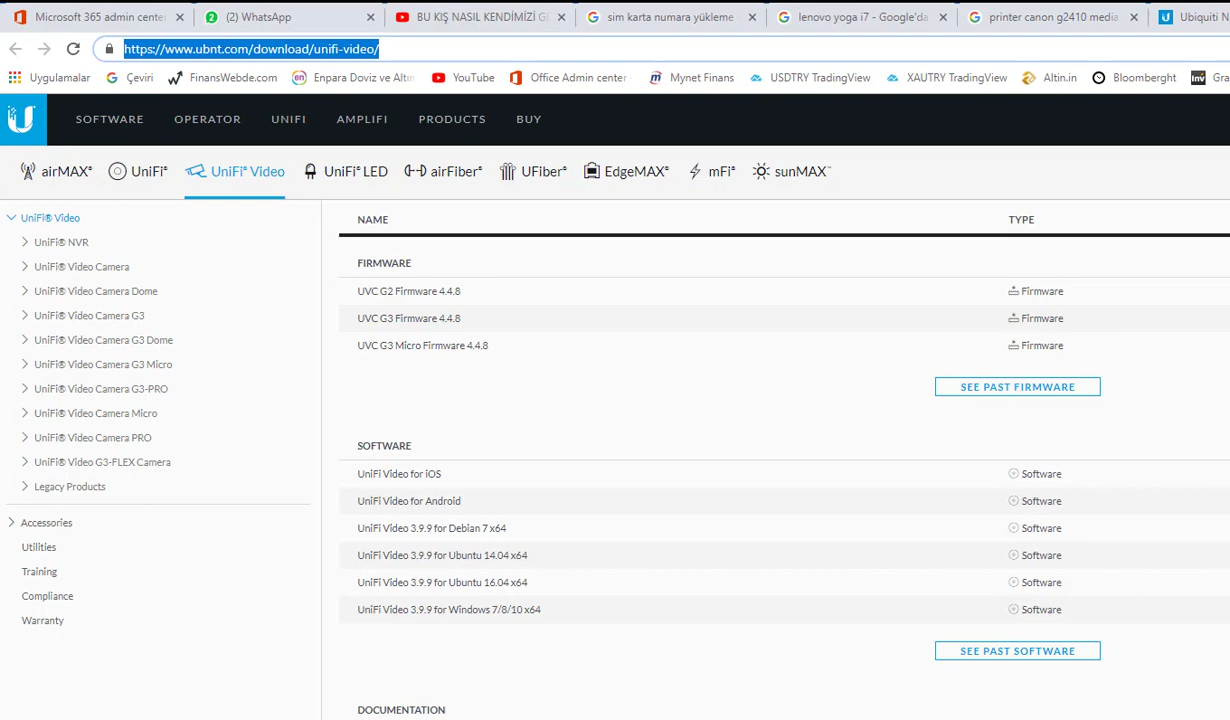 Microsoft 365 admin center
(2) WhatsApp
BU KIŞ NASIL KENDİMİZİ G
sim karta numara yükleme
lenovo yoga i7 - Google'da
printer canon g2410 media
Ubiquiti N
https://www.ubnt.com/download/unifi-video/
Uygulamalar
Çeviri
FinansWebde.com
Enpara Doviz ve Altın
YouTube
Office Admin center
Mynet Finans
USDTRY TradingView
XAUTRY TradingView
Altin.in
Bloomberght
Inv
Gra
SOFTWARE OPERATOR UNIFI AMPLIFI PRODUCTS BUY
airMAX® UniFi® UniFi® Video UniFi® LED airFiber® UFiber® EdgeMAX® mFi® sunMAX™
UniFi® Video
UniFi® NVR
UniFi® Video Camera
UniFi® Video Camera Dome
UniFi® Video Camera G3
UniFi® Video Camera G3 Dome
UniFi® Video Camera G3 Micro
UniFi® Video Camera G3-PRO
UniFi® Video Camera Micro
UniFi® Video Camera PRO
UniFi® Video G3-FLEX Camera
Legacy Products
Accessories
Utilities
Training
Compliance
Warranty
NAME TYPE
FIRMWARE
UVC G2 Firmware 4.4.8 Firmware
UVC G3 Firmware 4.4.8 Firmware
UVC G3 Micro Firmware 4.4.8 Firmware
SEE PAST FIRMWARE
SOFTWARE
UniFi Video for iOS Software
UniFi Video for Android Software
UniFi Video 3.9.9 for Debian 7 x64 Software
UniFi Video 3.9.9 for Ubuntu 14.04 x64 Software
UniFi Video 3.9.9 for Ubuntu 16.04 x64 Software
UniFi Video 3.9.9 for Windows 7/8/10 x64 Software
SEE PAST SOFTWARE
DOCUMENTATION